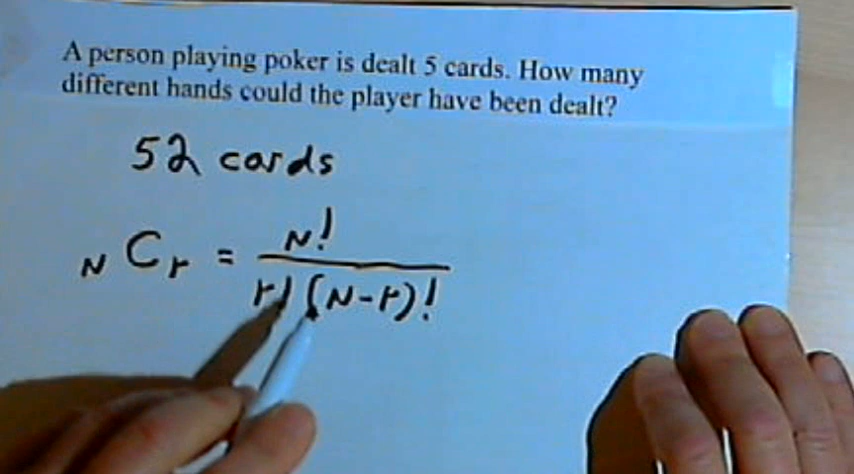 A person playing poker is dealt 5 cards. How many
different hands could the player have been dealt?
52 cards
N C r = N!
r! (N-r)!